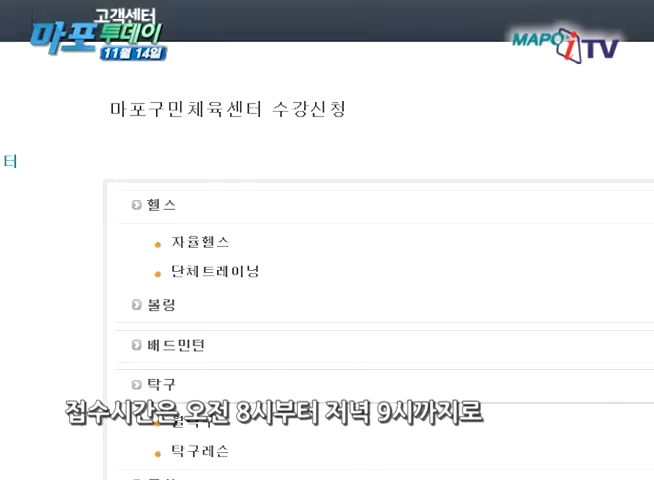 고객센터
마포 투데이
11월 14일
MAPO iTV
마포구민체육센터 수강신청
터
헬스
자율헬스
단체트레이닝
볼링
배드민턴
탁구
접수시간은 오전 8시부터 저녁 9시까지로
탁구레슨